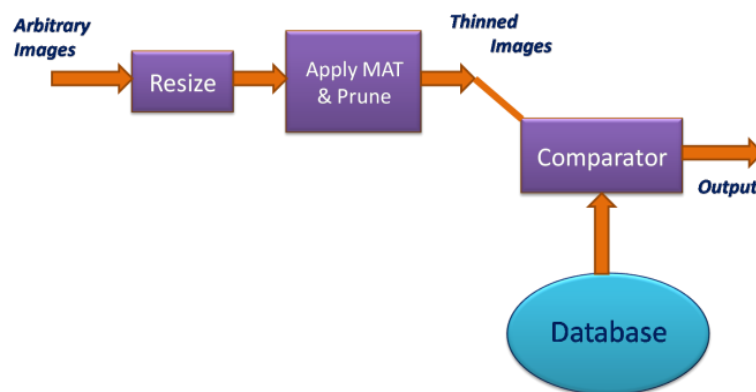 Arbitrary
Images
Resize
Apply MAT
& Prune
Thinned
Images
Comparator
Output
Database